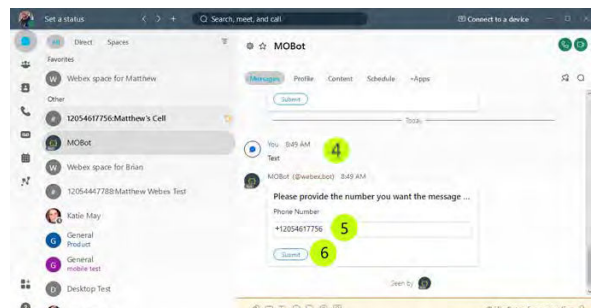 Set a status
Search, meet, and call
Connect to a device
All Direct Spaces
Favorites
W Webex space for Matthew
Other
# 12054617756:Matthew's Cell
MOBot
W Webex space for Brian
# 12054447788:Matthew Webex Test
Katie May
G General
Product
G General
mobile test
D Desktop Test
MOBot
Messages Profile Content Schedule +Apps
Submit
Today
You 8:49 AM
Text
4
MOBot (@webex.bot) 8:49 AM
Please provide the number you want the message ...
Phone Number
+12054617756
5
Submit
6
Seen by